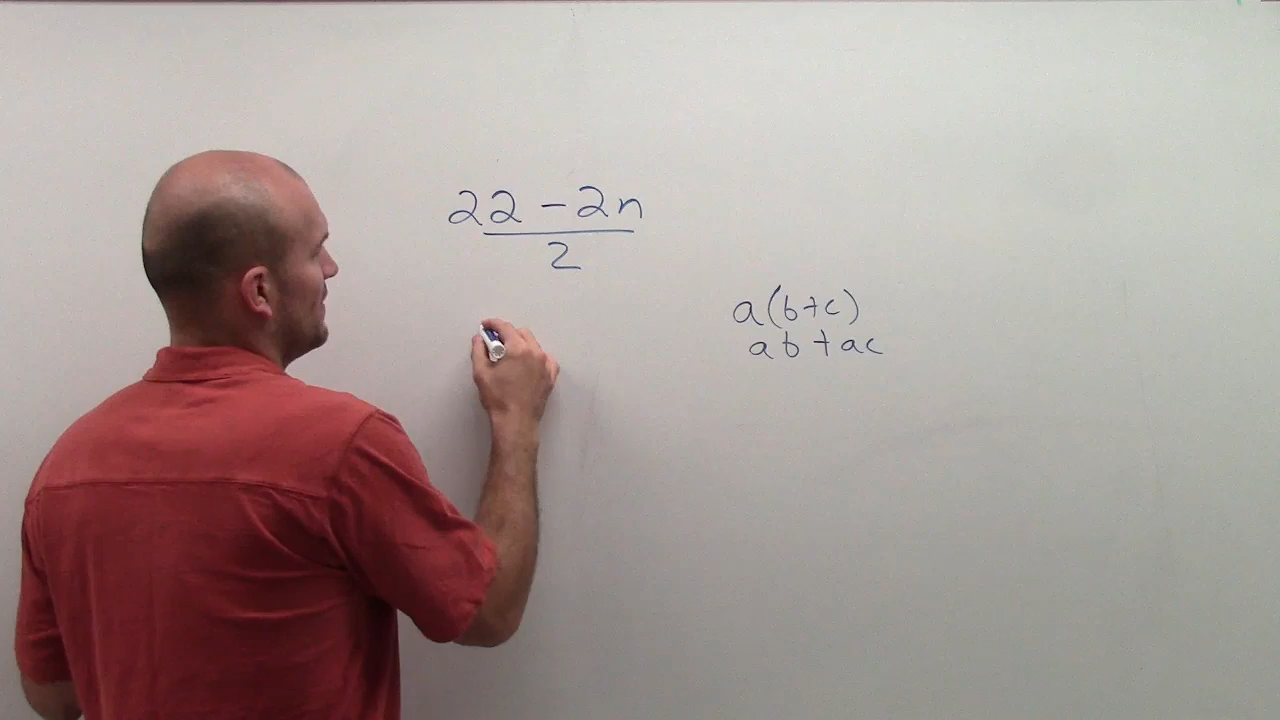 22 - 2n
2
a(b+c)
ab + ac